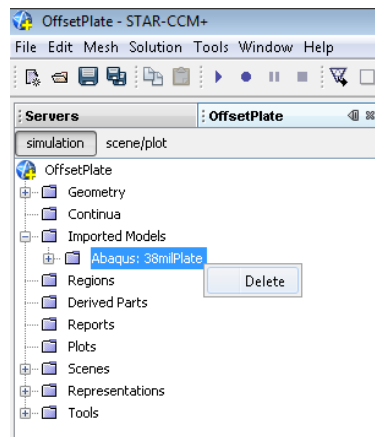 OffsetPlate - STAR-CCM+
File Edit Mesh Solution Tools Window Help
Servers OffsetPlate
simulation scene/plot
OffsetPlate
Geometry
Continua
Imported Models
Abaqus: 38milPlate
Delete
Regions
Derived Parts
Reports
Plots
Scenes
Representations
Tools